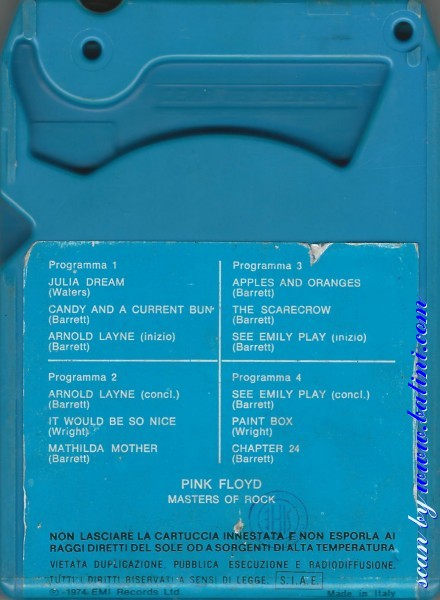 Programma 1
JULIA DREAM
(Waters)
CANDY AND A CURRENT BUN
(Barrett)
ARNOLD LAYNE (inizio)
(Barrett)
Programma 3
APPLES AND ORANGES
(Barrett)
THE SCARECROW
(Barrett)
SEE EMILY PLAY (inizio)
(Barrett)
Programma 2
ARNOLD LAYNE (concl.)
(Barrett)
IT WOULD BE SO NICE
(Wright)
MATHILDA MOTHER
(Barrett)
Programma 4
SEE EMILY PLAY (concl.)
(Barrett)
PAINT BOX
(Wright)
CHAPTER 24
(Barrett)
PINK FLOYD
MASTERS OF ROCK
NON LASCIARE LA CARTUCCIA INNESTATA E NON ESPORLA AI
RAGGI DIRETTI DEL SOLE OD A SORGENTI DI ALTA TEMPERATURA
VIETATA DUPLICAZIONE, PUBBLICA ESECUZIONE E RADIODIFFUSIONE.
TUTTI I DIRITTI RISERVATI A SENSI DI LEGGE. S.I.A.E
1974 EMI Records Ltd. Made in Italy
scan by www.kalini.com